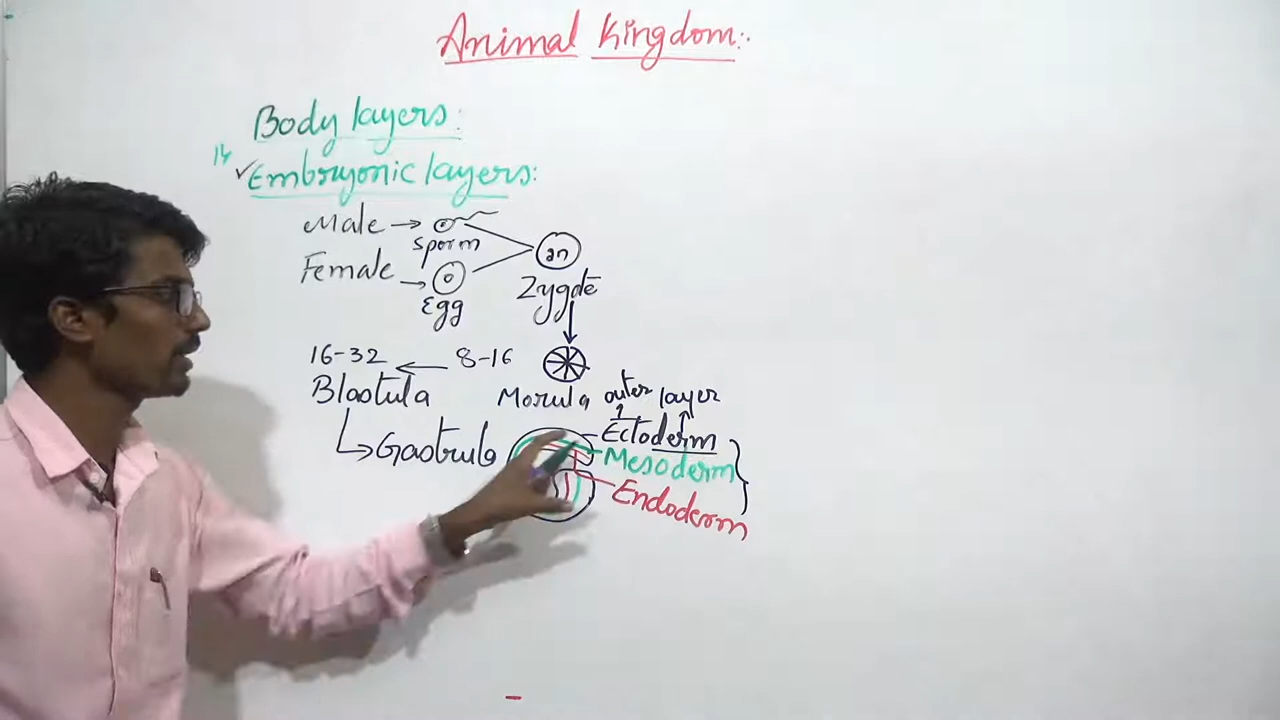 Animal Kingdom:.
Body layers:
14
✓Embryonic layers:
Male →
Sperm
Female →
Egg
2n
Zygote
16-32 ← 8-16
Blastula
Morula
outer layer
Gastrula
Ectoderm
Mesoderm
Endoderm